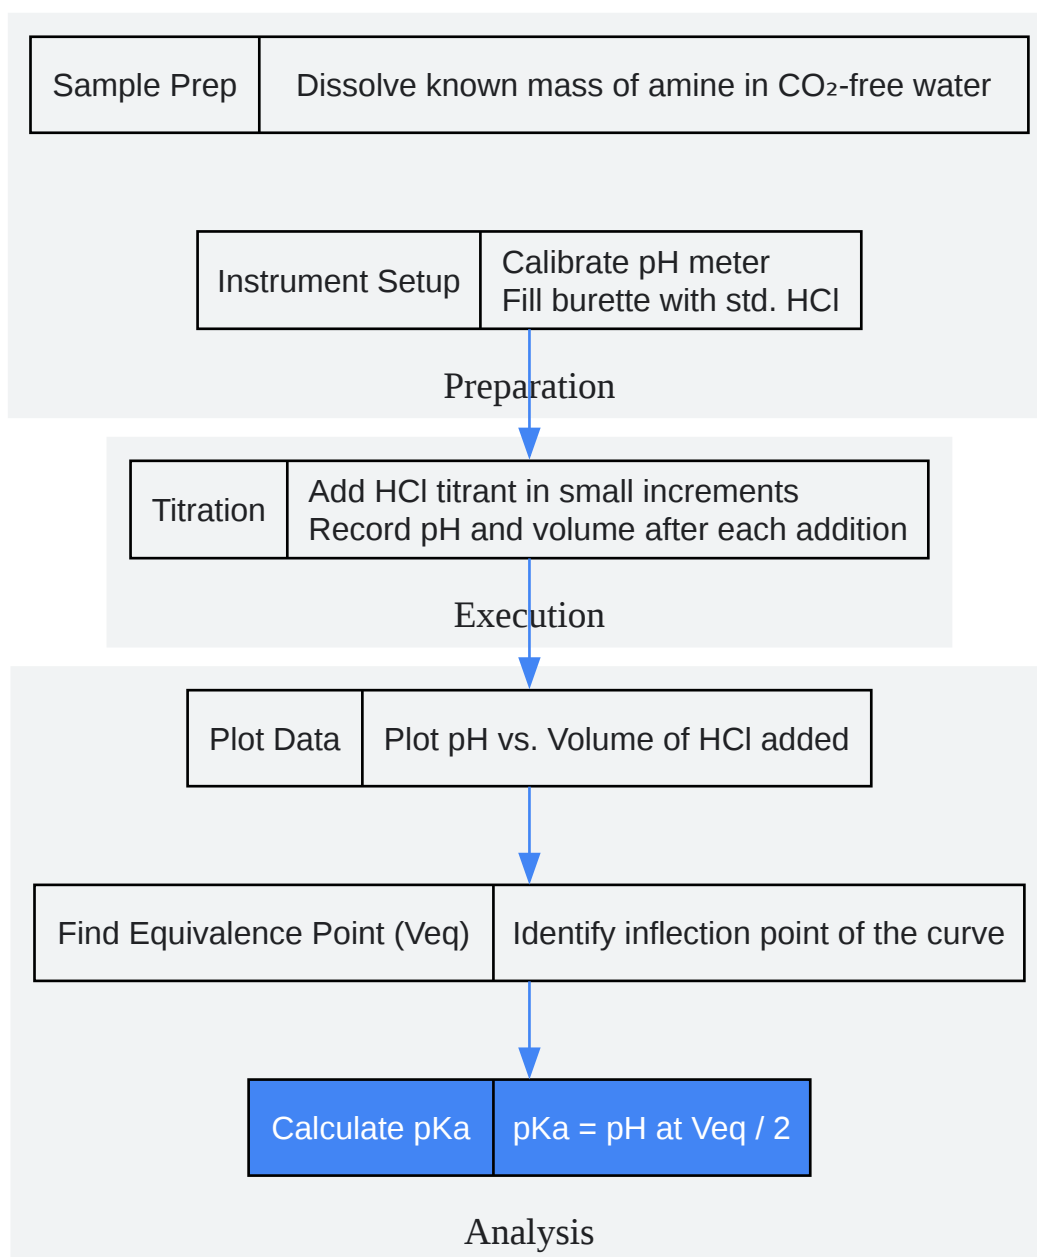 Sample Prep
Dissolve known mass of amine in CO₂-free water
Instrument Setup
Calibrate pH meter
Fill burette with std. HCl
Preparation
Titration
Add HCl titrant in small increments
Record pH and volume after each addition
Execution
Plot Data
Plot pH vs. Volume of HCl added
Find Equivalence Point (Veq)
Identify inflection point of the curve
Calculate pKa
pKa = pH at Veq / 2
Analysis